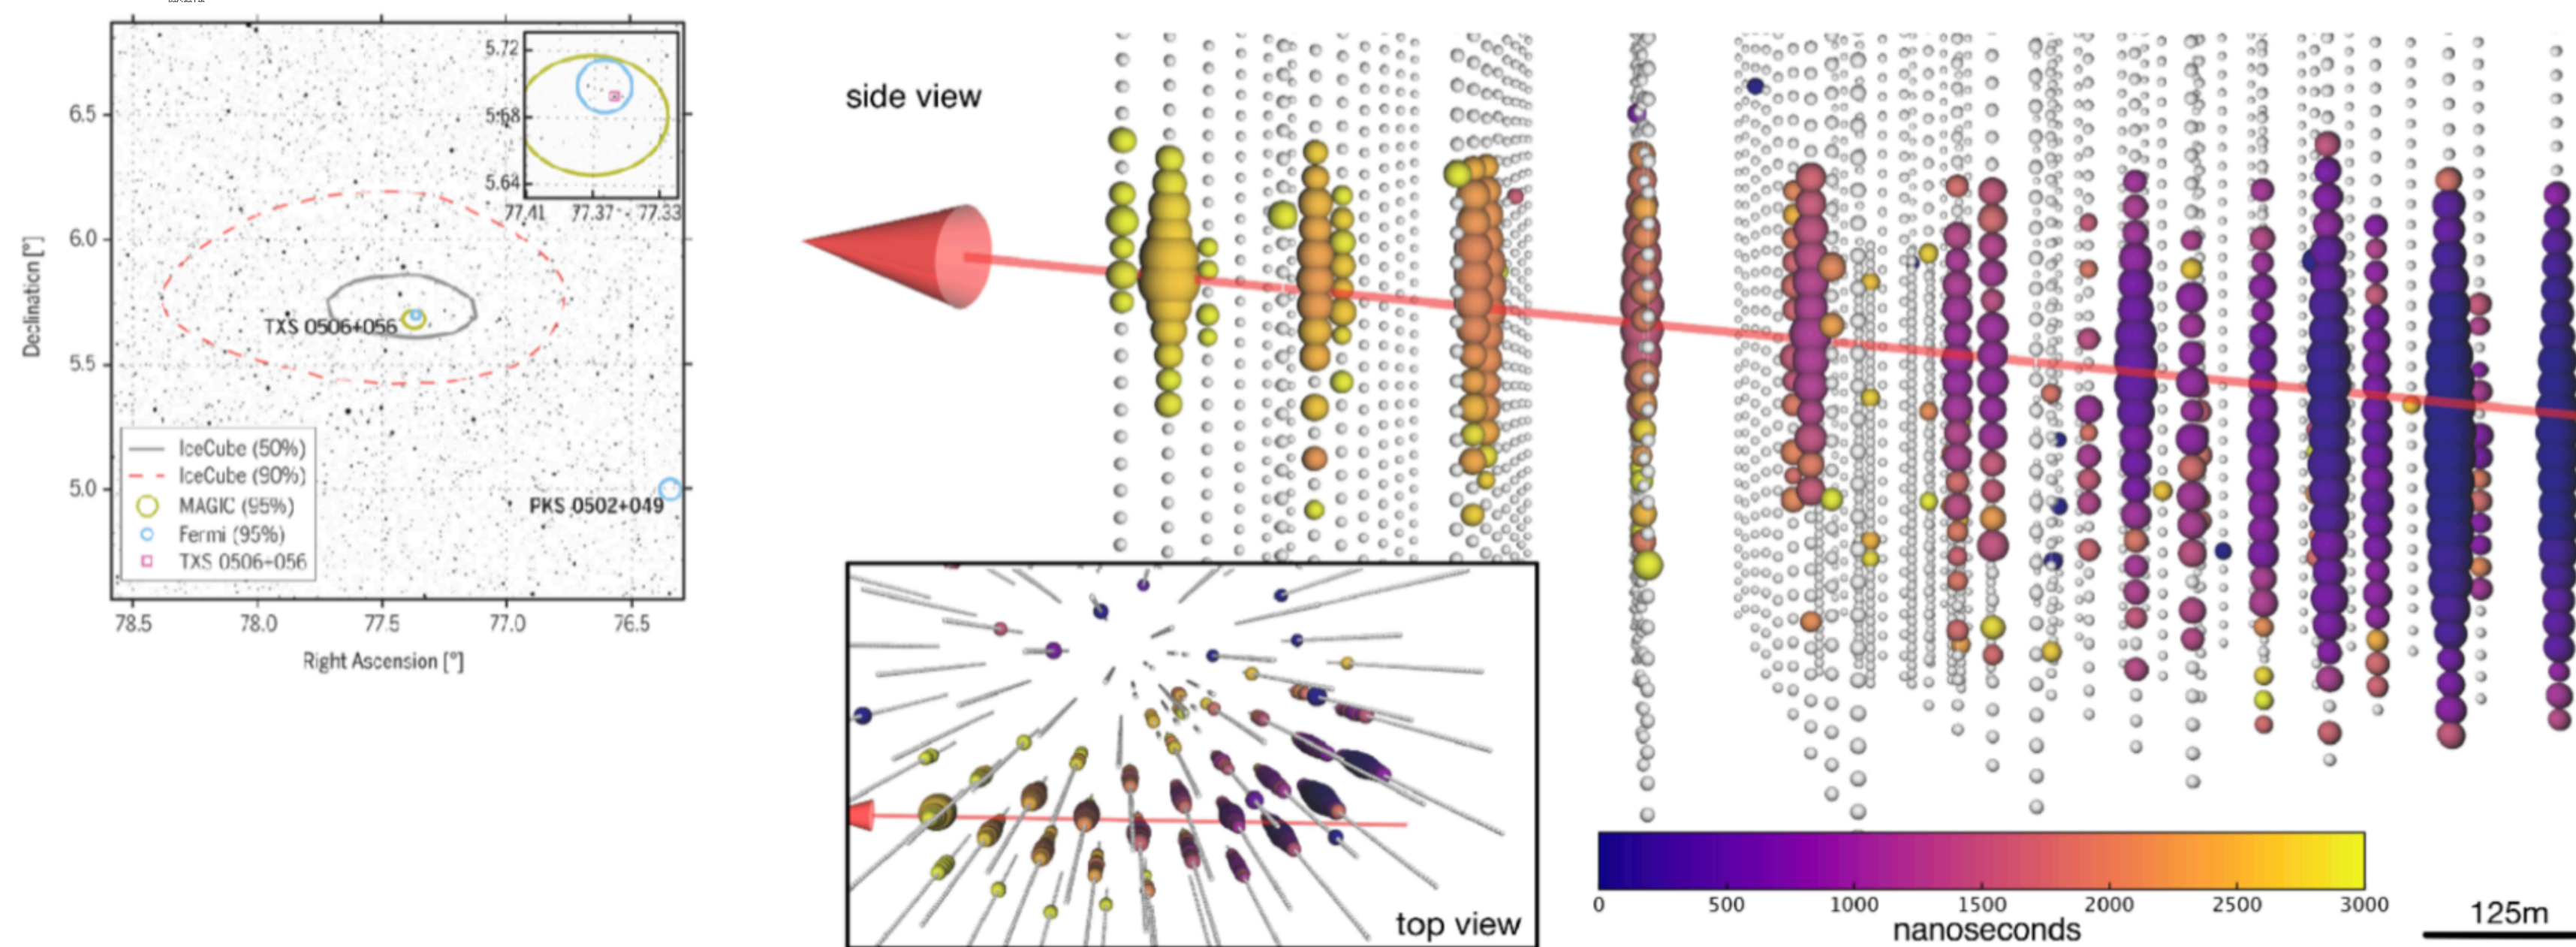 5.72
5.68
5.64
77.41 77.37 77.33
6.5
6.0
5.5
5.0
Declination [°]
TXS 0506+056
PKS 0502+049
IceCube (50%)
IceCube (90%)
MAGIC (95%)
Fermi (95%)
TXS 0506+056
78.5 78.0 77.5 77.0 76.5
Right Ascension [°]
side view
top view
0 500 1000 1500 2000 2500 3000
nanoseconds
125m